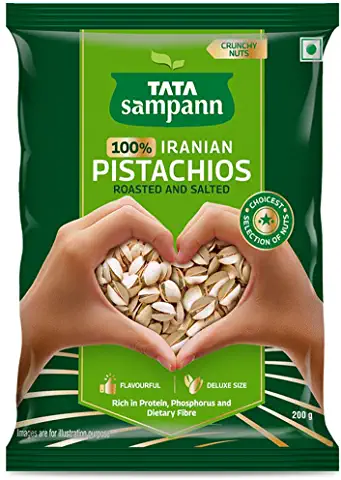 CRUNCHY
NUTS
TATA
sampann
100% IRANIAN
PISTACHIOS
ROASTED AND SALTED
CHOICEST
SELECTION OF NUTS
FLAVOURFUL
DELUXE SIZE
Rich in Protein, Phosphorus and
Dietary Fibre
200 g
Images are for illustration purpose